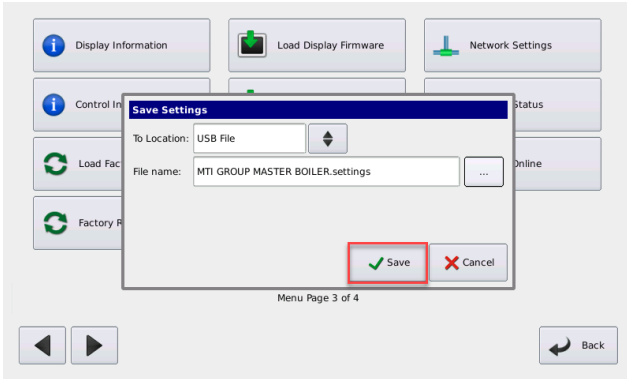 Display Information
Load Display Firmware
Network Settings
Control In
Status
Save Settings
To Location: USB File
Load Fac
Online
File name: MTI GROUP MASTER BOILER.settings ...
Factory R
Save
Cancel
Menu Page 3 of 4
Back